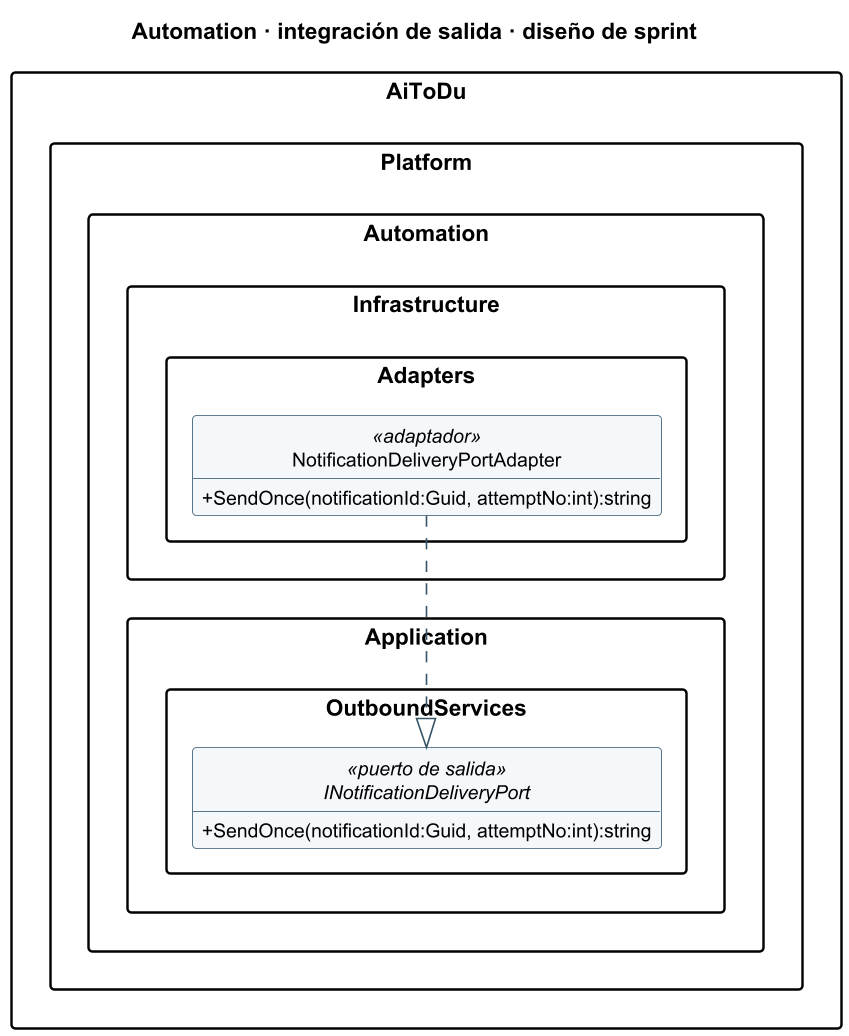 Automation · integración de salida · diseño de sprint
AiToDu
Platform
Automation
Infrastructure
Adapters
«adaptador»
NotificationDeliveryPortAdapter
+SendOnce(notificationId:Guid, attemptNo:int):string
Application
OutboundServices
«puerto de salida»
INotificationDeliveryPort
+SendOnce(notificationId:Guid, attemptNo:int):string